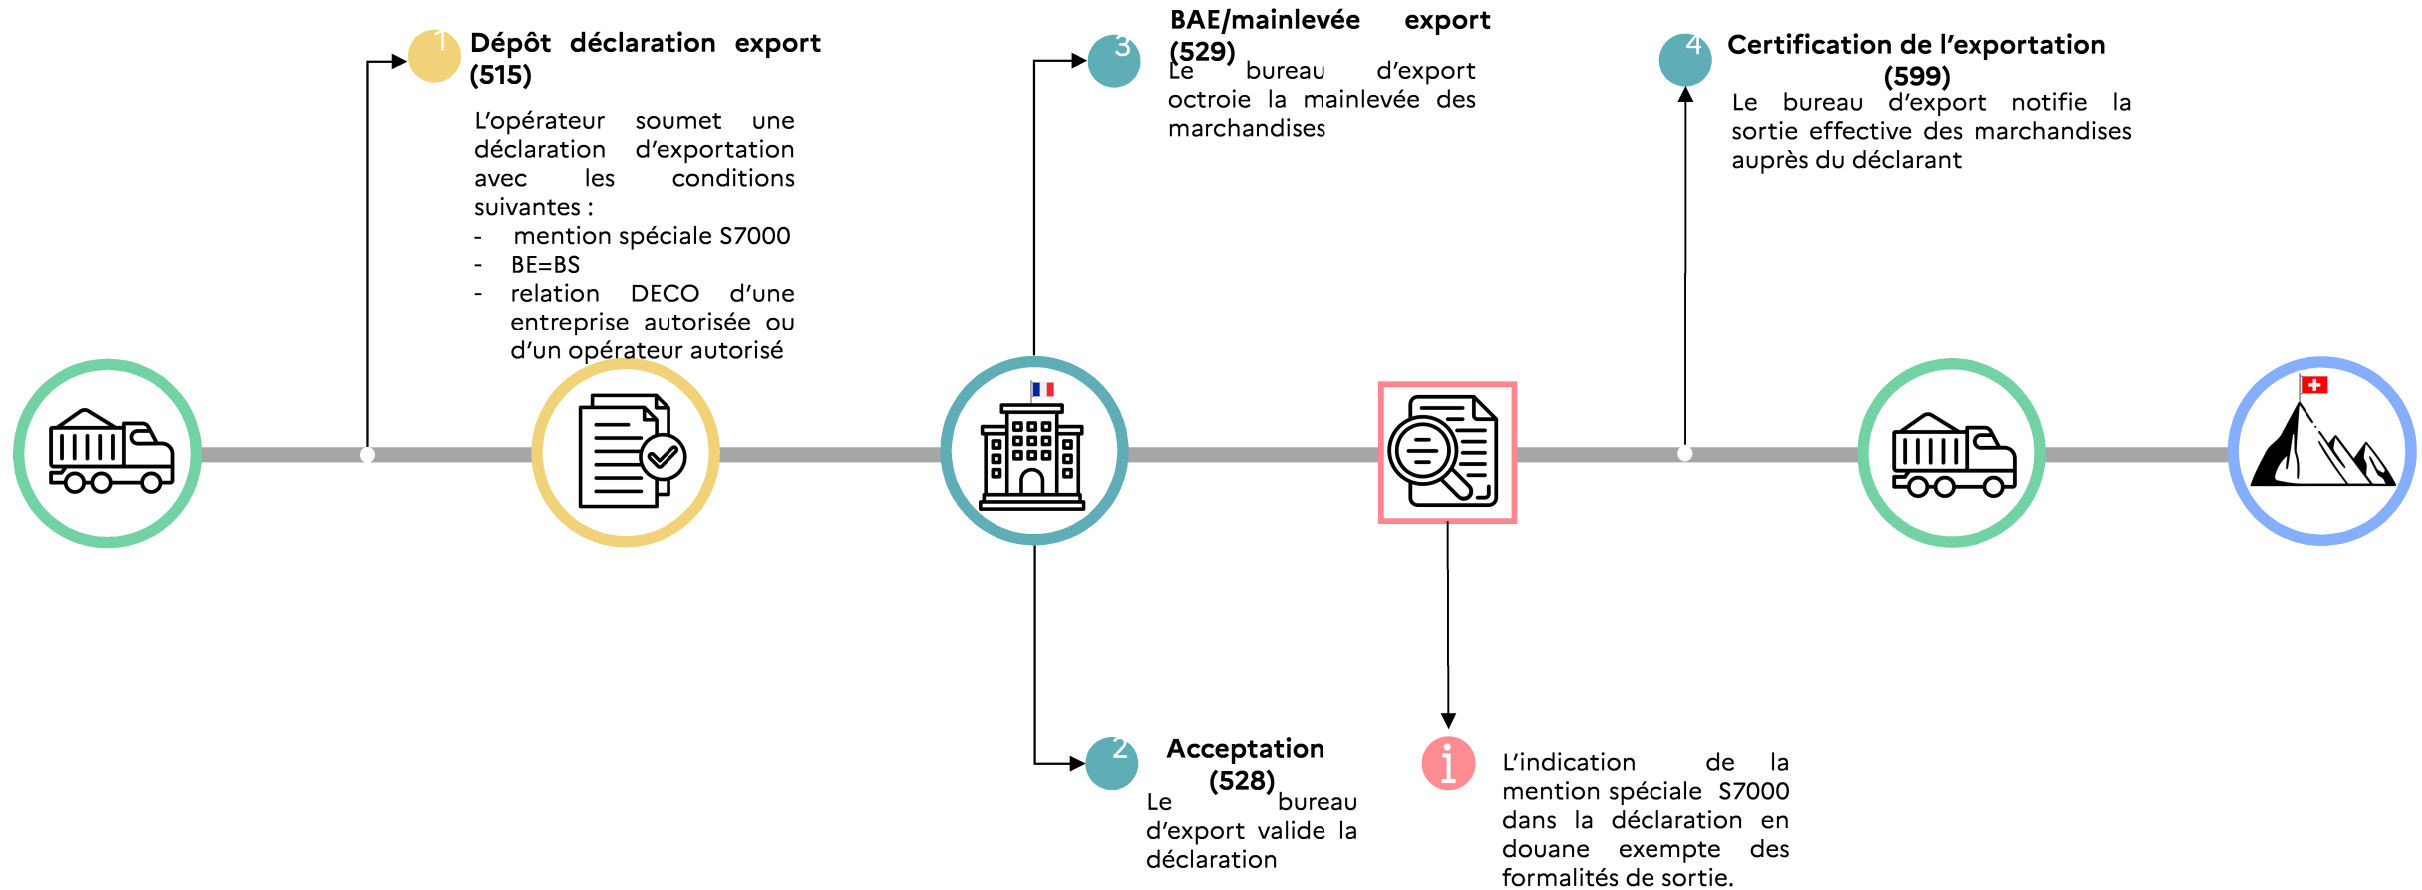 1
Dépôt déclaration export
(515)
L’opérateur soumet une
déclaration d’exportation
avec les conditions
suivantes :
- mention spéciale S7000
- BE=BS
- relation DECO d’une
entreprise autorisée ou
d’un opérateur autorisé
3
BAE/mainlevée export
(529)
Le bureau d’export
octroie la mainlevée des
marchandises
4
Certification de l’exportation
(599)
Le bureau d’export notifie la
sortie effective des marchandises
auprès du déclarant
2
Acceptation
(528)
Le bureau
d’export valide la
déclaration
i
L’indication de la
mention spéciale S7000
dans la déclaration en
douane exempte des
formalités de sortie.